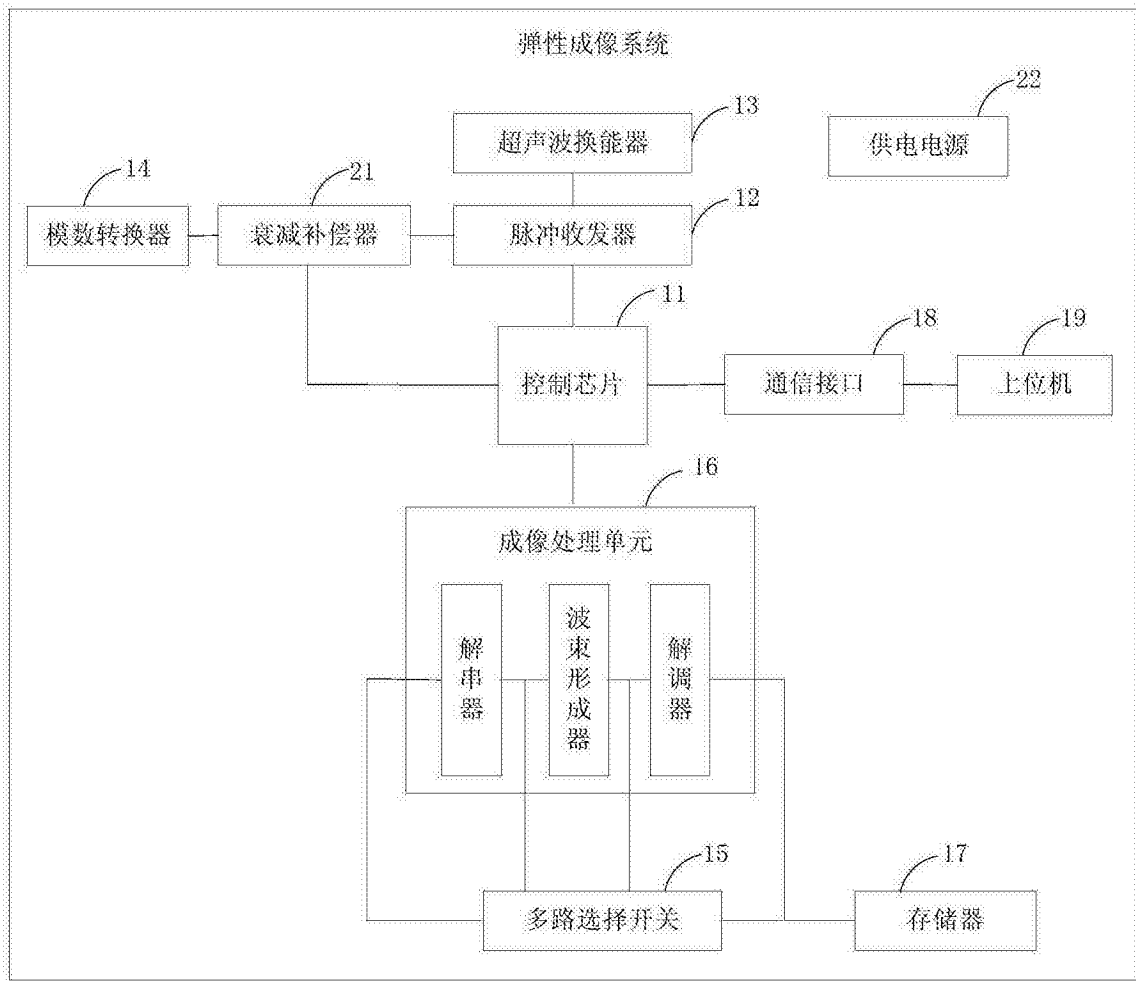 弹性成像系统
22
13
供电电源
超声波换能器
14
21
12
模数转换器
衰减补偿器
脉冲收发器
11
18
19
控制芯片
通信接口
上位机
16
成像处理单元
解串器
波束形成器
解调器
15
17
多路选择开关
存储器